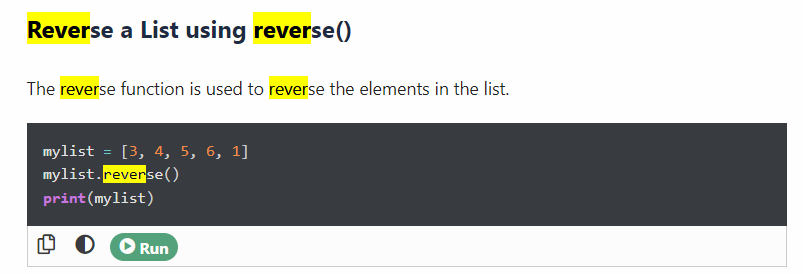 Reverse a List using reverse()
The reverse function is used to reverse the elements in the list.
mylist = [3, 4, 5, 6, 1]
mylist.reverse()
print(mylist)
Run